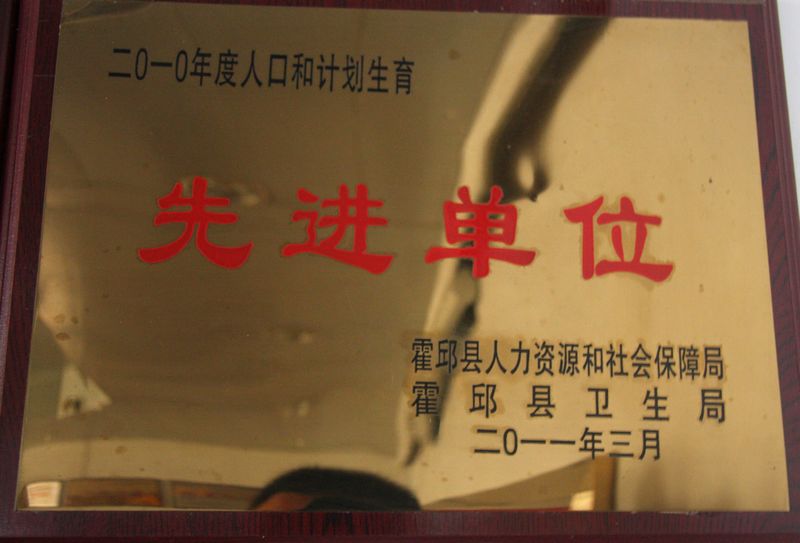 二0一0年度人口和计划生育
先进单位
霍邱县人力资源和社会保障局
霍邱县卫生局
二0一一年三月